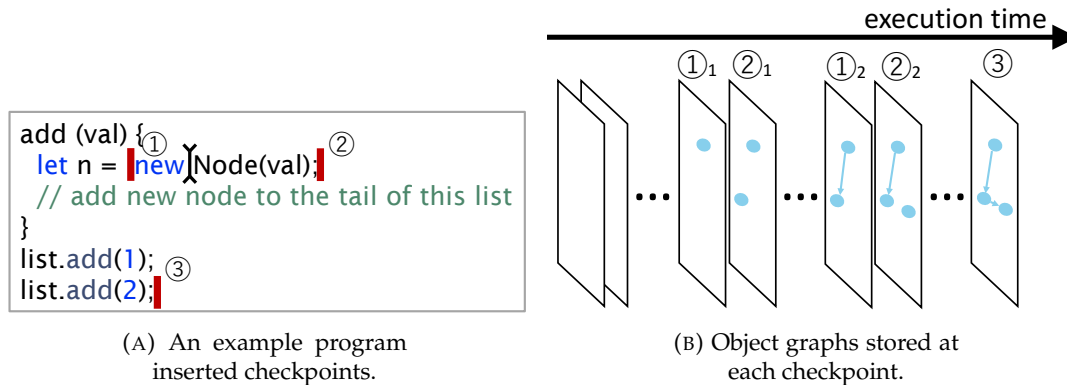 execution time
①₁ ②₁ ①₂ ②₂ ③
add (val) {
①
let n = new Node(val); ②
// add new node to the tail of this list
}
list.add(1);
③
list.add(2);
... ... ...
(A) An example program
inserted checkpoints.
(B) Object graphs stored at
each checkpoint.